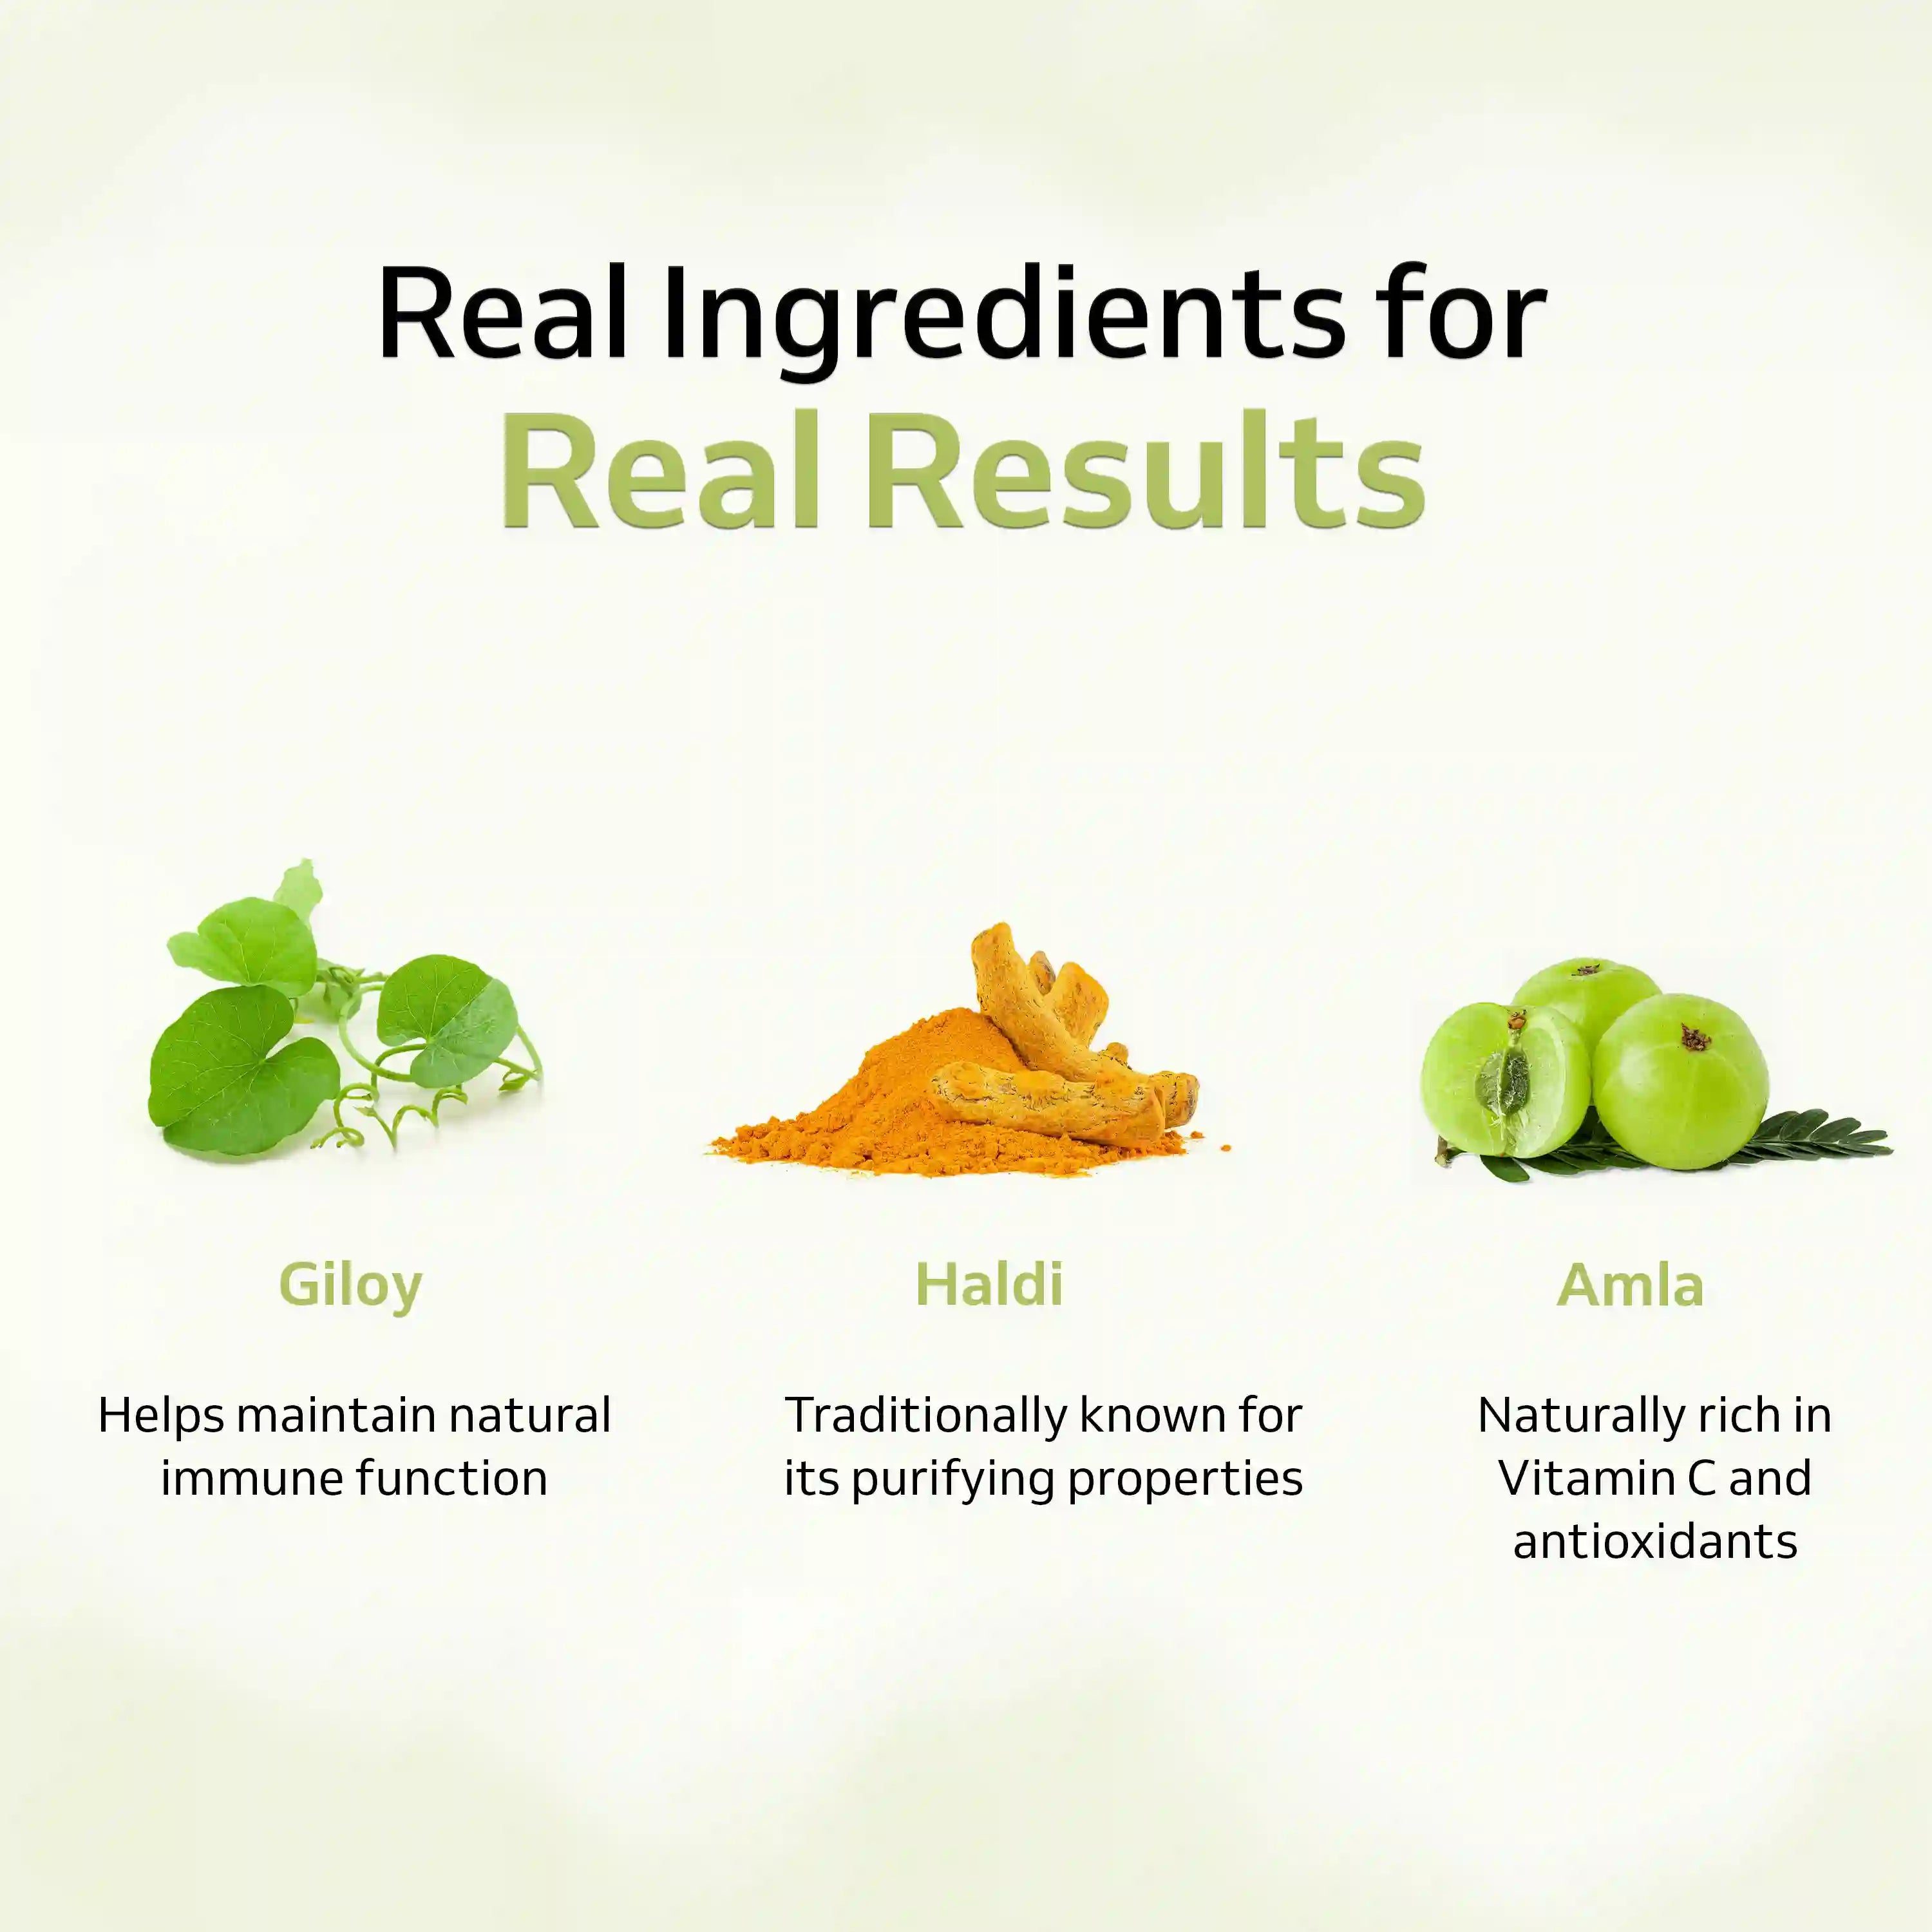 Real Ingredients for
Real Results
Giloy
Helps maintain natural
immune function
Haldi
Traditionally known for
its purifying properties
Amla
Naturally rich in
Vitamin C and
antioxidants